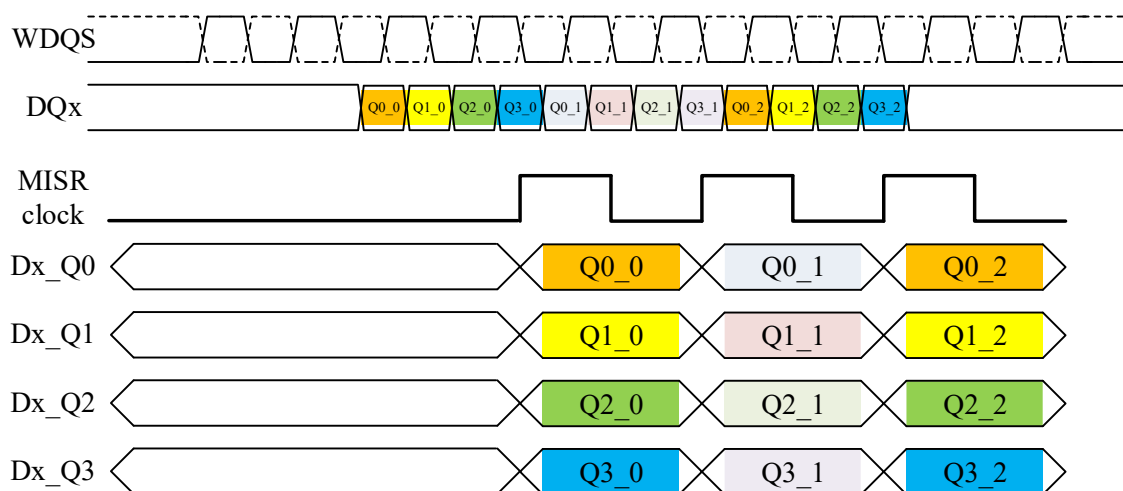 WDQS
DQx Q0_0 Q1_0 Q2_0 Q3_0 Q0_1 Q1_1 Q2_1 Q3_1 Q0_2 Q1_2 Q2_2 Q3_2
MISR
clock
Dx_Q0 Q0_0 Q0_1 Q0_2
Dx_Q1 Q1_0 Q1_1 Q1_2
Dx_Q2 Q2_0 Q2_1 Q2_2
Dx_Q3 Q3_0 Q3_1 Q3_2